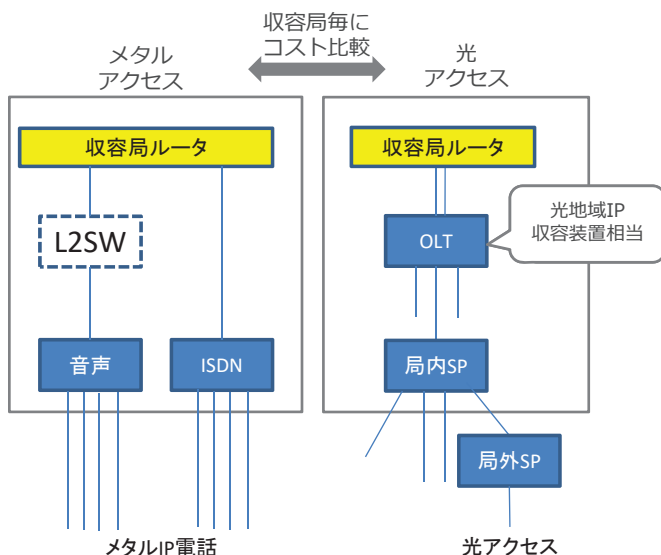 収容局毎に
コスト比較
メタル
アクセス
光
アクセス
収容局ルータ
収容局ルータ
L2SW
OLT
光地域IP
収容装置相当
音声
ISDN
局内SP
局外SP
メタルIP電話
光アクセス